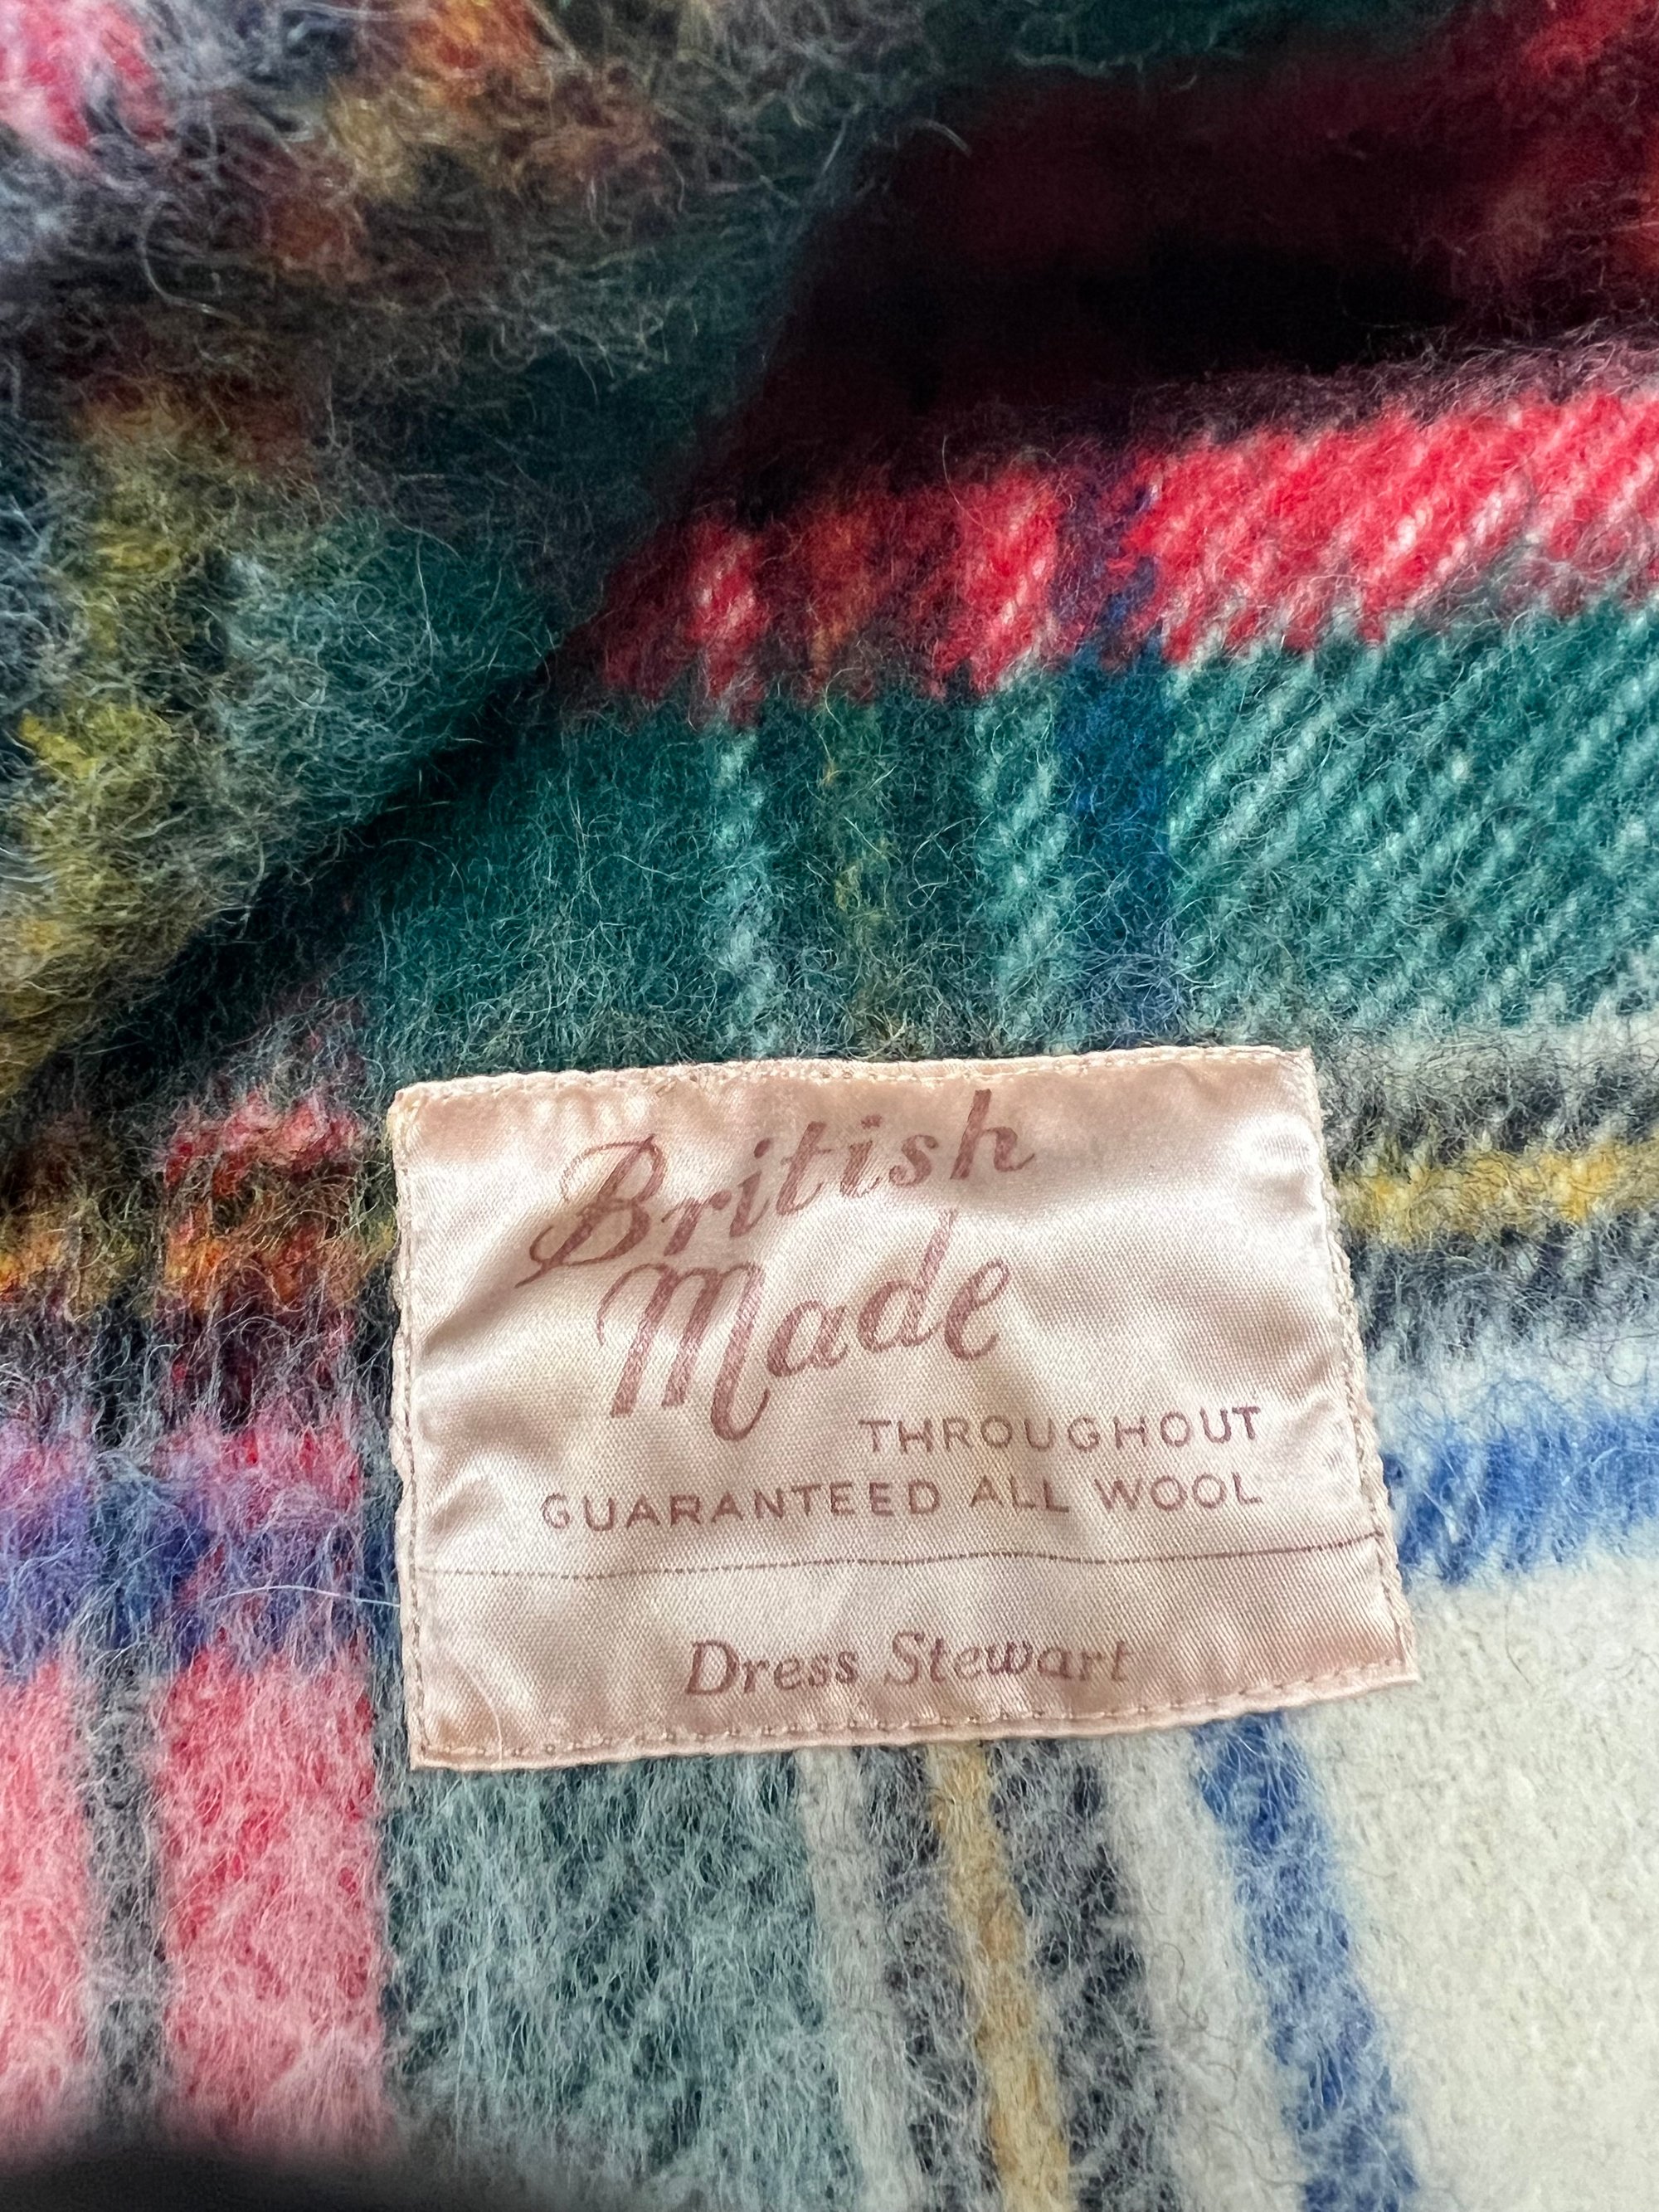 British
Made
THROUGHOUT
GUARANTEED ALL WOOL
Dress Stewart